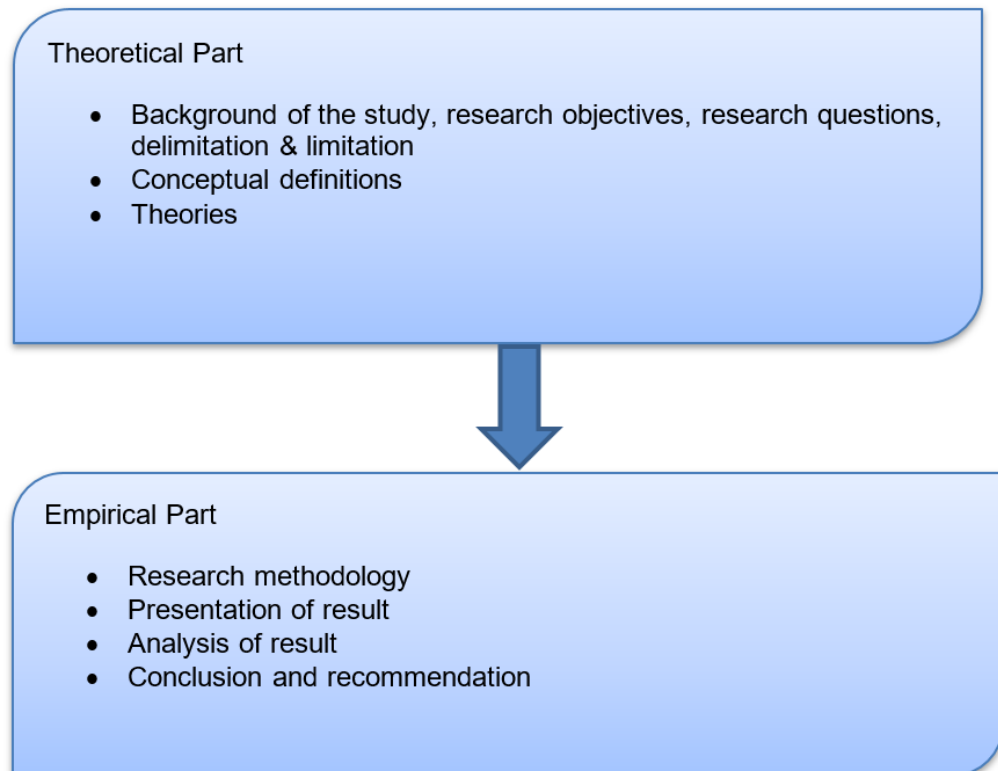 Theoretical Part
• Background of the study, research objectives, research questions,
delimitation & limitation
• Conceptual definitions
• Theories
Empirical Part
• Research methodology
• Presentation of result
• Analysis of result
• Conclusion and recommendation